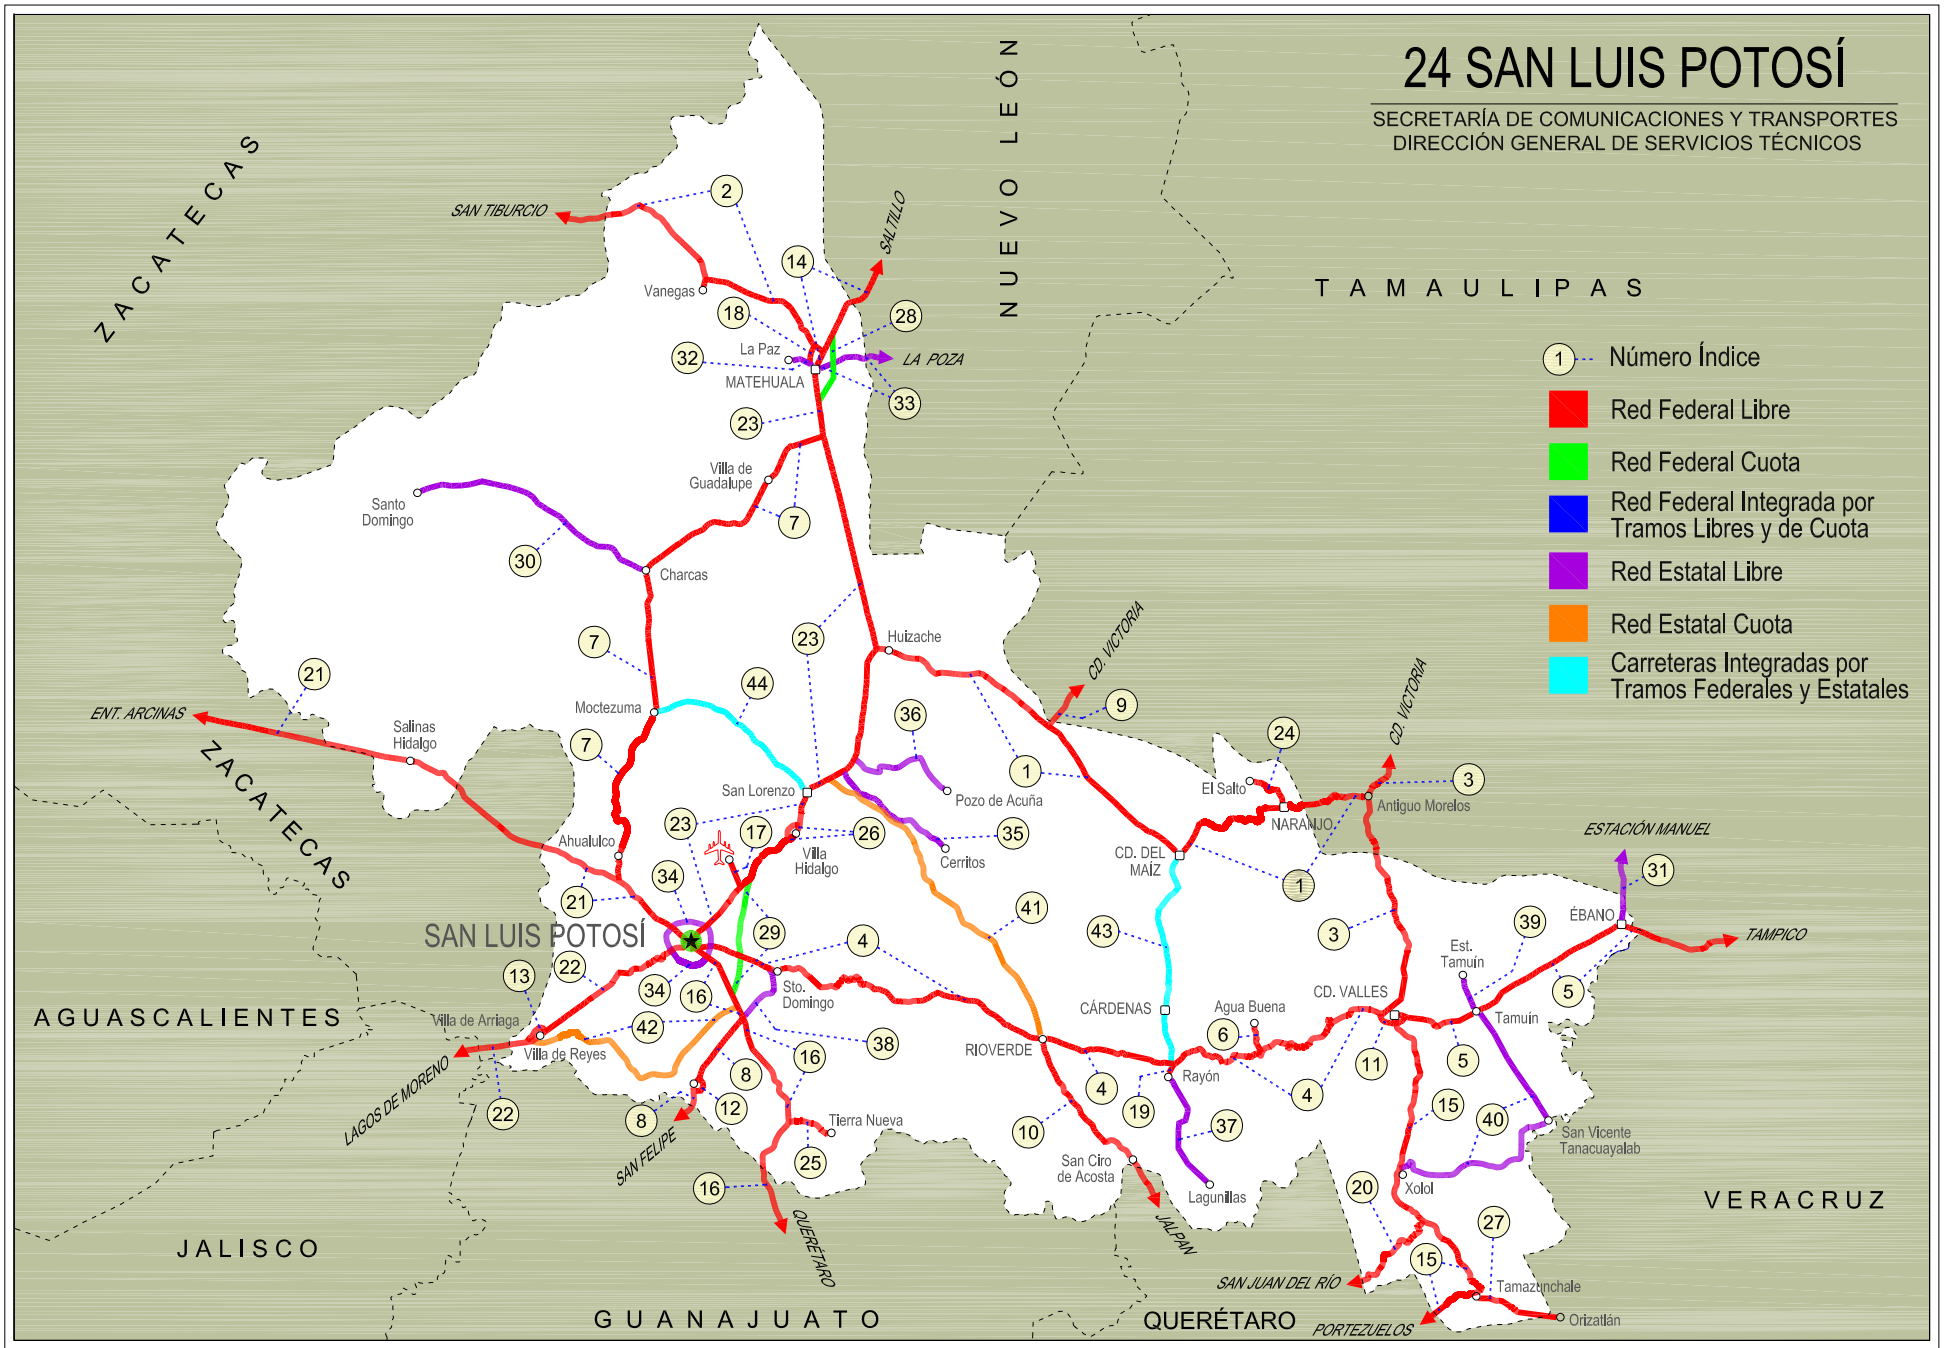 24 SAN LUIS POTOSÍ
SECRETARÍA DE COMUNICACIONES Y TRANSPORTES
DIRECCIÓN GENERAL DE SERVICIOS TÉCNICOS
ZACATECAS
NUEVO LEÓN
TAMAULIPAS
1 Número Índice
Red Federal Libre
Red Federal Cuota
Red Federal Integrada por
Tramos Libres y de Cuota
Red Estatal Libre
Red Estatal Cuota
Carreteras Integradas por
Tramos Federales y Estatales
SAN TIBURCIO
2
SALTILLO
14
Vanegas
18
28
La Paz
32
LA POZA
MATEHUALA
33
23
Villa de
Guadalupe
Santo
Domingo
7
30
Charcas
23
Huizache
CD. VICTORIA
7
21
44
9
ENT. ARCINAS
Moctezuma
36
CD. VICTORIA
Salinas
Hidalgo
24
7
1
3
ZACATECAS
San Lorenzo
Pozo de Acuña
El Salto
Antiguo Morelos
NARANJO
23
17
26
35
ESTACIÓN MANUEL
Ahualulco
Villa
Hidalgo
Cerritos
CD. DEL
MAÍZ
34
1
31
21
41
ÉBANO
SAN LUIS POTOSÍ
29
4
43
3
39
TAMPICO
Est.
Tamuín
13
22
34
16
Sto.
Domingo
CD. VALLES
5
AGUASCALIENTES
Villa de Arriaga
CÁRDENAS
Agua Buena
Tamuín
42
38
6
Villa de Reyes
RIOVERDE
11
5
16
8
Rayón
LAGOS DE MORENO
22
8
12
4
19
4
15
40
SAN FELIPE
Tierra Nueva
10
37
San Vicente
Tanacuayalab
25
San Ciro
de Acosta
16
Lagunillas
20
Xolol
VERACRUZ
QUERÉTARO
JALPAN
27
JALISCO
15
SAN JUAN DEL RÍO
Tamazunchale
GUANAJUATO
QUERÉTARO
PORTEZUELOS
Orizatlán